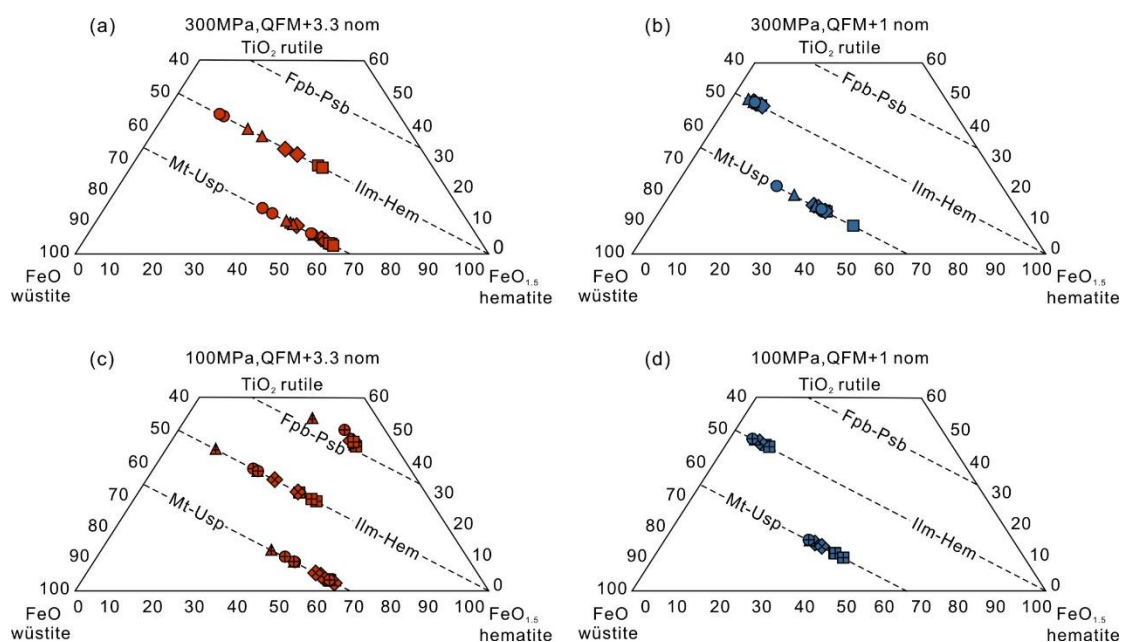 (a) 300MPa,QFM+3.3 nom
TiO2 rutile
40 60
50 50
60 40
70 30
80 20
90 10
100 0
Fpb-Psb
Mt-Usp
Ilm-Hem
0 10 20 30 40 50 60 70 80 90 100
FeO
wüstite
FeO1.5
hematite
(b) 300MPa,QFM+1 nom
TiO2 rutile
40 60
50 50
60 40
70 30
80 20
90 10
100 0
Fpb-Psb
Mt-Usp
Ilm-Hem
0 10 20 30 40 50 60 70 80 90 100
FeO
wüstite
FeO1.5
hematite
(c) 100MPa,QFM+3.3 nom
TiO2 rutile
40 60
50 50
60 40
70 30
80 20
90 10
100 0
Fpb-Psb
Mt-Usp
Ilm-Hem
0 10 20 30 40 50 60 70 80 90 100
FeO
wüstite
FeO1.5
hematite
(d) 100MPa,QFM+1 nom
TiO2 rutile
40 60
50 50
60 40
70 30
80 20
90 10
100 0
Fpb-Psb
Mt-Usp
Ilm-Hem
0 10 20 30 40 50 60 70 80 90 100
FeO
wüstite
FeO1.5
hematite